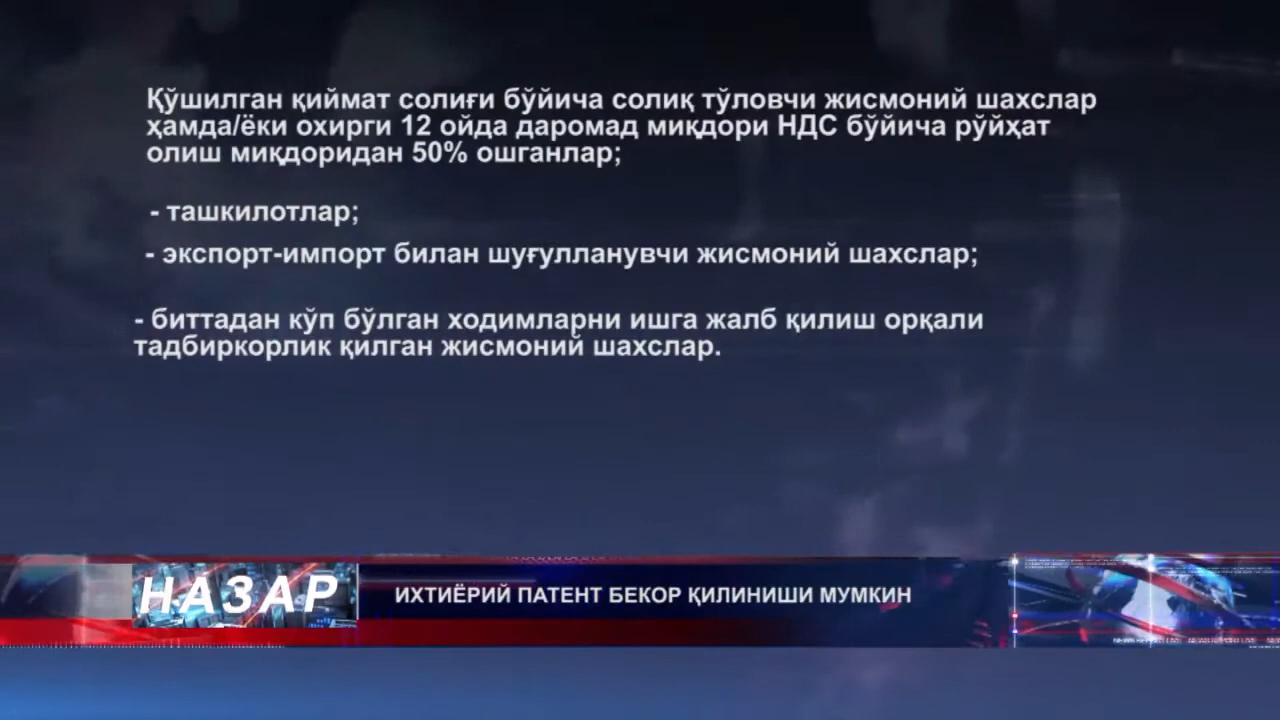 Қўшилган қиймат солиғи бўйича солиқ тўловчи жисмоний шахслар
ҳамда/ёки охирги 12 ойда даромад миқдори НДС бўйича рўйҳат
олиш миқдоридан 50% ошганлар;
- ташкилотлар;
- экспорт-импорт билан шуғулланувчи жисмоний шахслар;
- биттадан кўп бўлган ходимларни ишга жалб қилиш орқали
тадбиркорлик қилган жисмоний шахслар.
НАЗАР
ИХТИЁРИЙ ПАТЕНТ БЕКОР ҚИЛИНИШИ МУМКИН